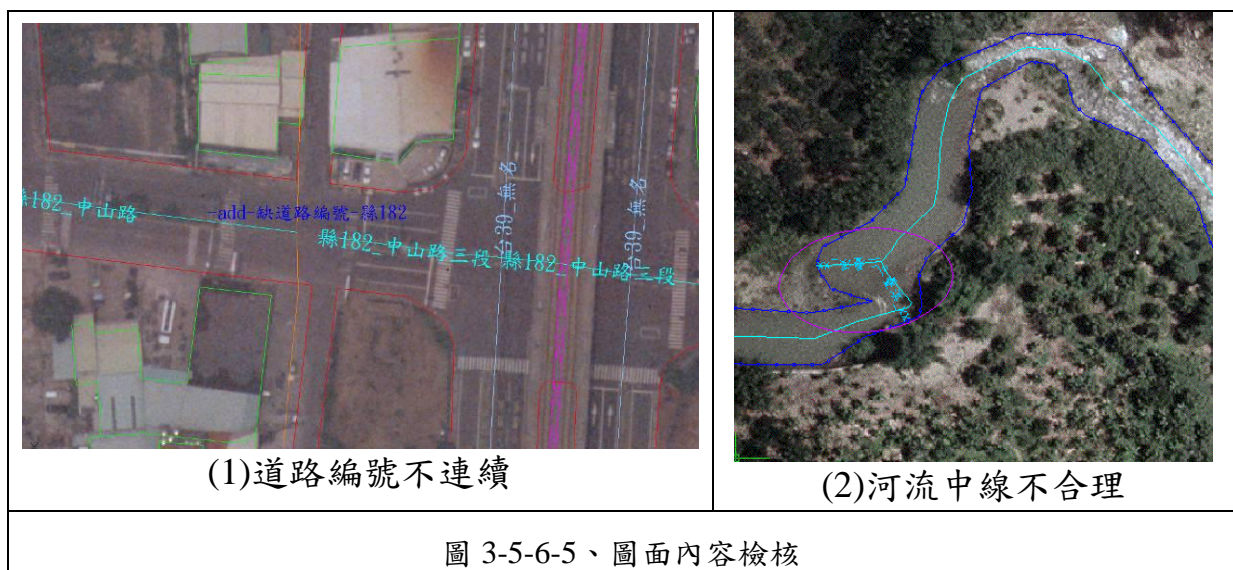 縣182_中山路
-add-缺道路編號-縣182
縣182_中山路三段
縣182_中山路三段
台39_無名
台39_無名
(1)道路編號不連續
(2)河流中線不合理
圖 3-5-6-5、圖面內容檢核